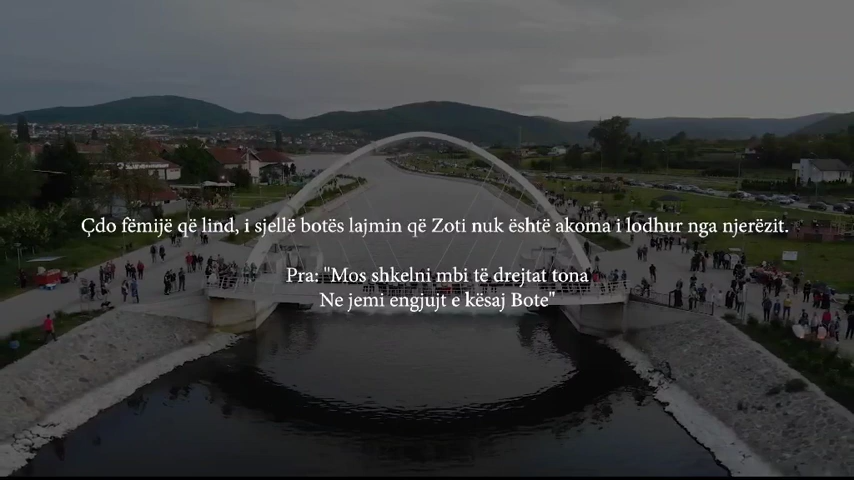 Çdo fëmijë që lind, i sjellë botës lajmin që Zoti nuk është akoma i lodhur nga njerëzit.
Pra: "Mos shkelni mbi të drejtat tona
Ne jemi engjujt e kësaj Bote"